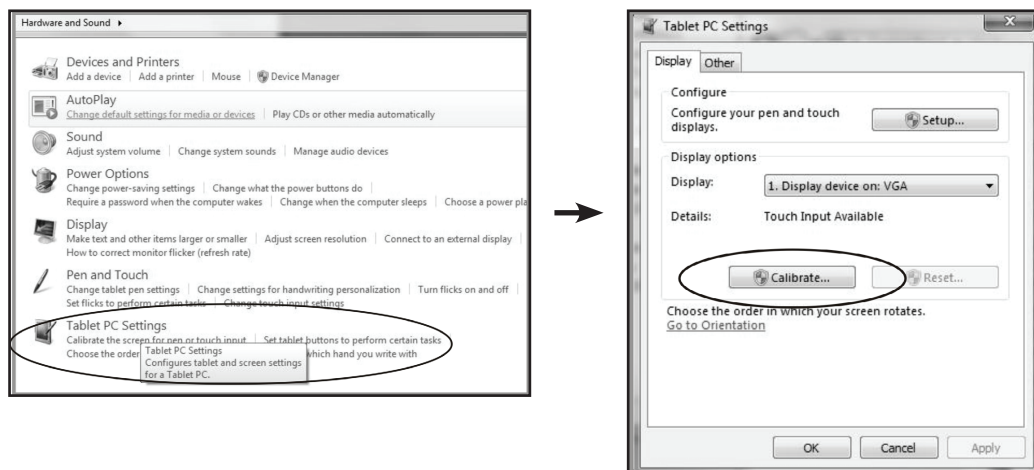 Hardware and Sound
Devices and Printers
Add a device Add a printer Mouse Device Manager
AutoPlay
Change default settings for media or devices Play CDs or other media automatically
Sound
Adjust system volume Change system sounds Manage audio devices
Power Options
Change power-saving settings Change what the power buttons do
Require a password when the computer wakes Change when the computer sleeps Choose a power pla
Display
Make text and other items larger or smaller Adjust screen resolution Connect to an external display
How to correct monitor flicker (refresh rate)
Pen and Touch
Change tablet pen settings Change settings for handwriting personalization Turn flicks on and off
Set flicks to perform certain tasks Change touch input settings
Tablet PC Settings
Calibrate the screen for pen or touch input Set tablet buttons to perform certain tasks
Choose the order which hand you write with
Tablet PC Settings
Configures tablet and screen settings
for a Tablet PC.
Tablet PC Settings
Display Other
Configure
Configure your pen and touch
displays.
Setup...
Display options
Display: 1. Display device on: VGA
Details: Touch Input Available
Calibrate... Reset...
Choose the order in which your screen rotates.
Go to Orientation
OK Cancel Apply